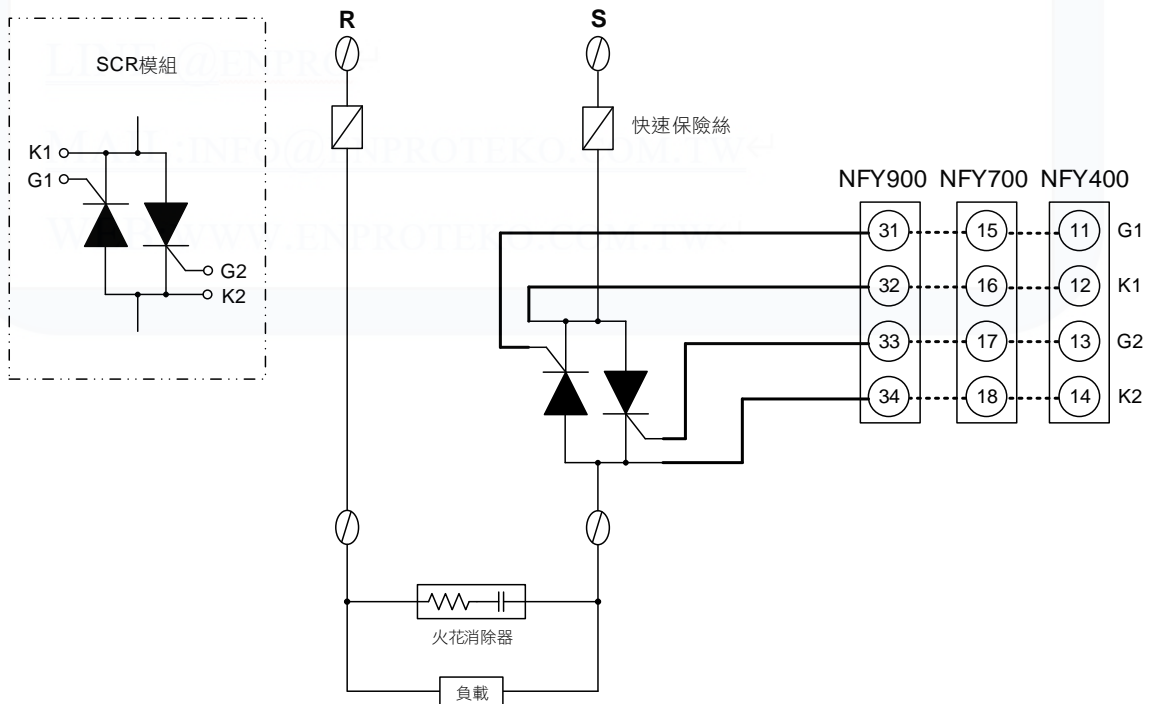 R
S
SCR模組
LINE:@ENPRO↵
快速保險絲
MAIL:INFO@ENPROTEKO.COM.TW↵
K1
G1
G2
K2
NFY900 NFY700 NFY400
31 15 11 G1
32 16 12 K1
33 17 13 G2
34 18 14 K2
WWW.ENPROTEKO.COM.TW↵
火花消除器
負載